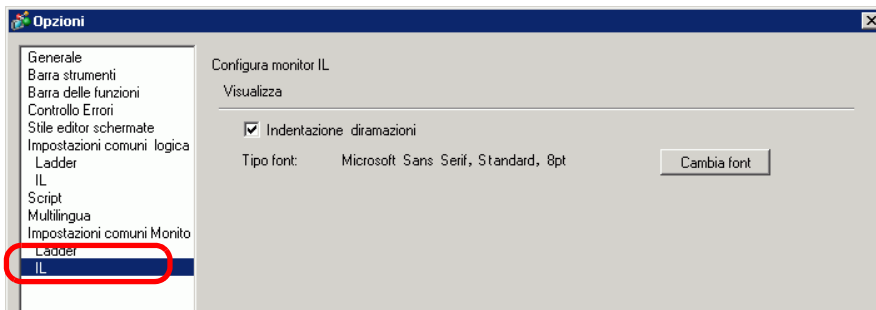 Opzioni
Generale
Barra strumenti
Barra delle funzioni
Controllo Errori
Stile editor schermate
Impostazioni comuni logica
Ladder
IL
Script
Multilingua
Impostazioni comuni Monito
Ladder
IL
Configura monitor IL
Visualizza
Indentazione diramazioni
Tipo font: Microsoft Sans Serif, Standard, 8pt Cambia font